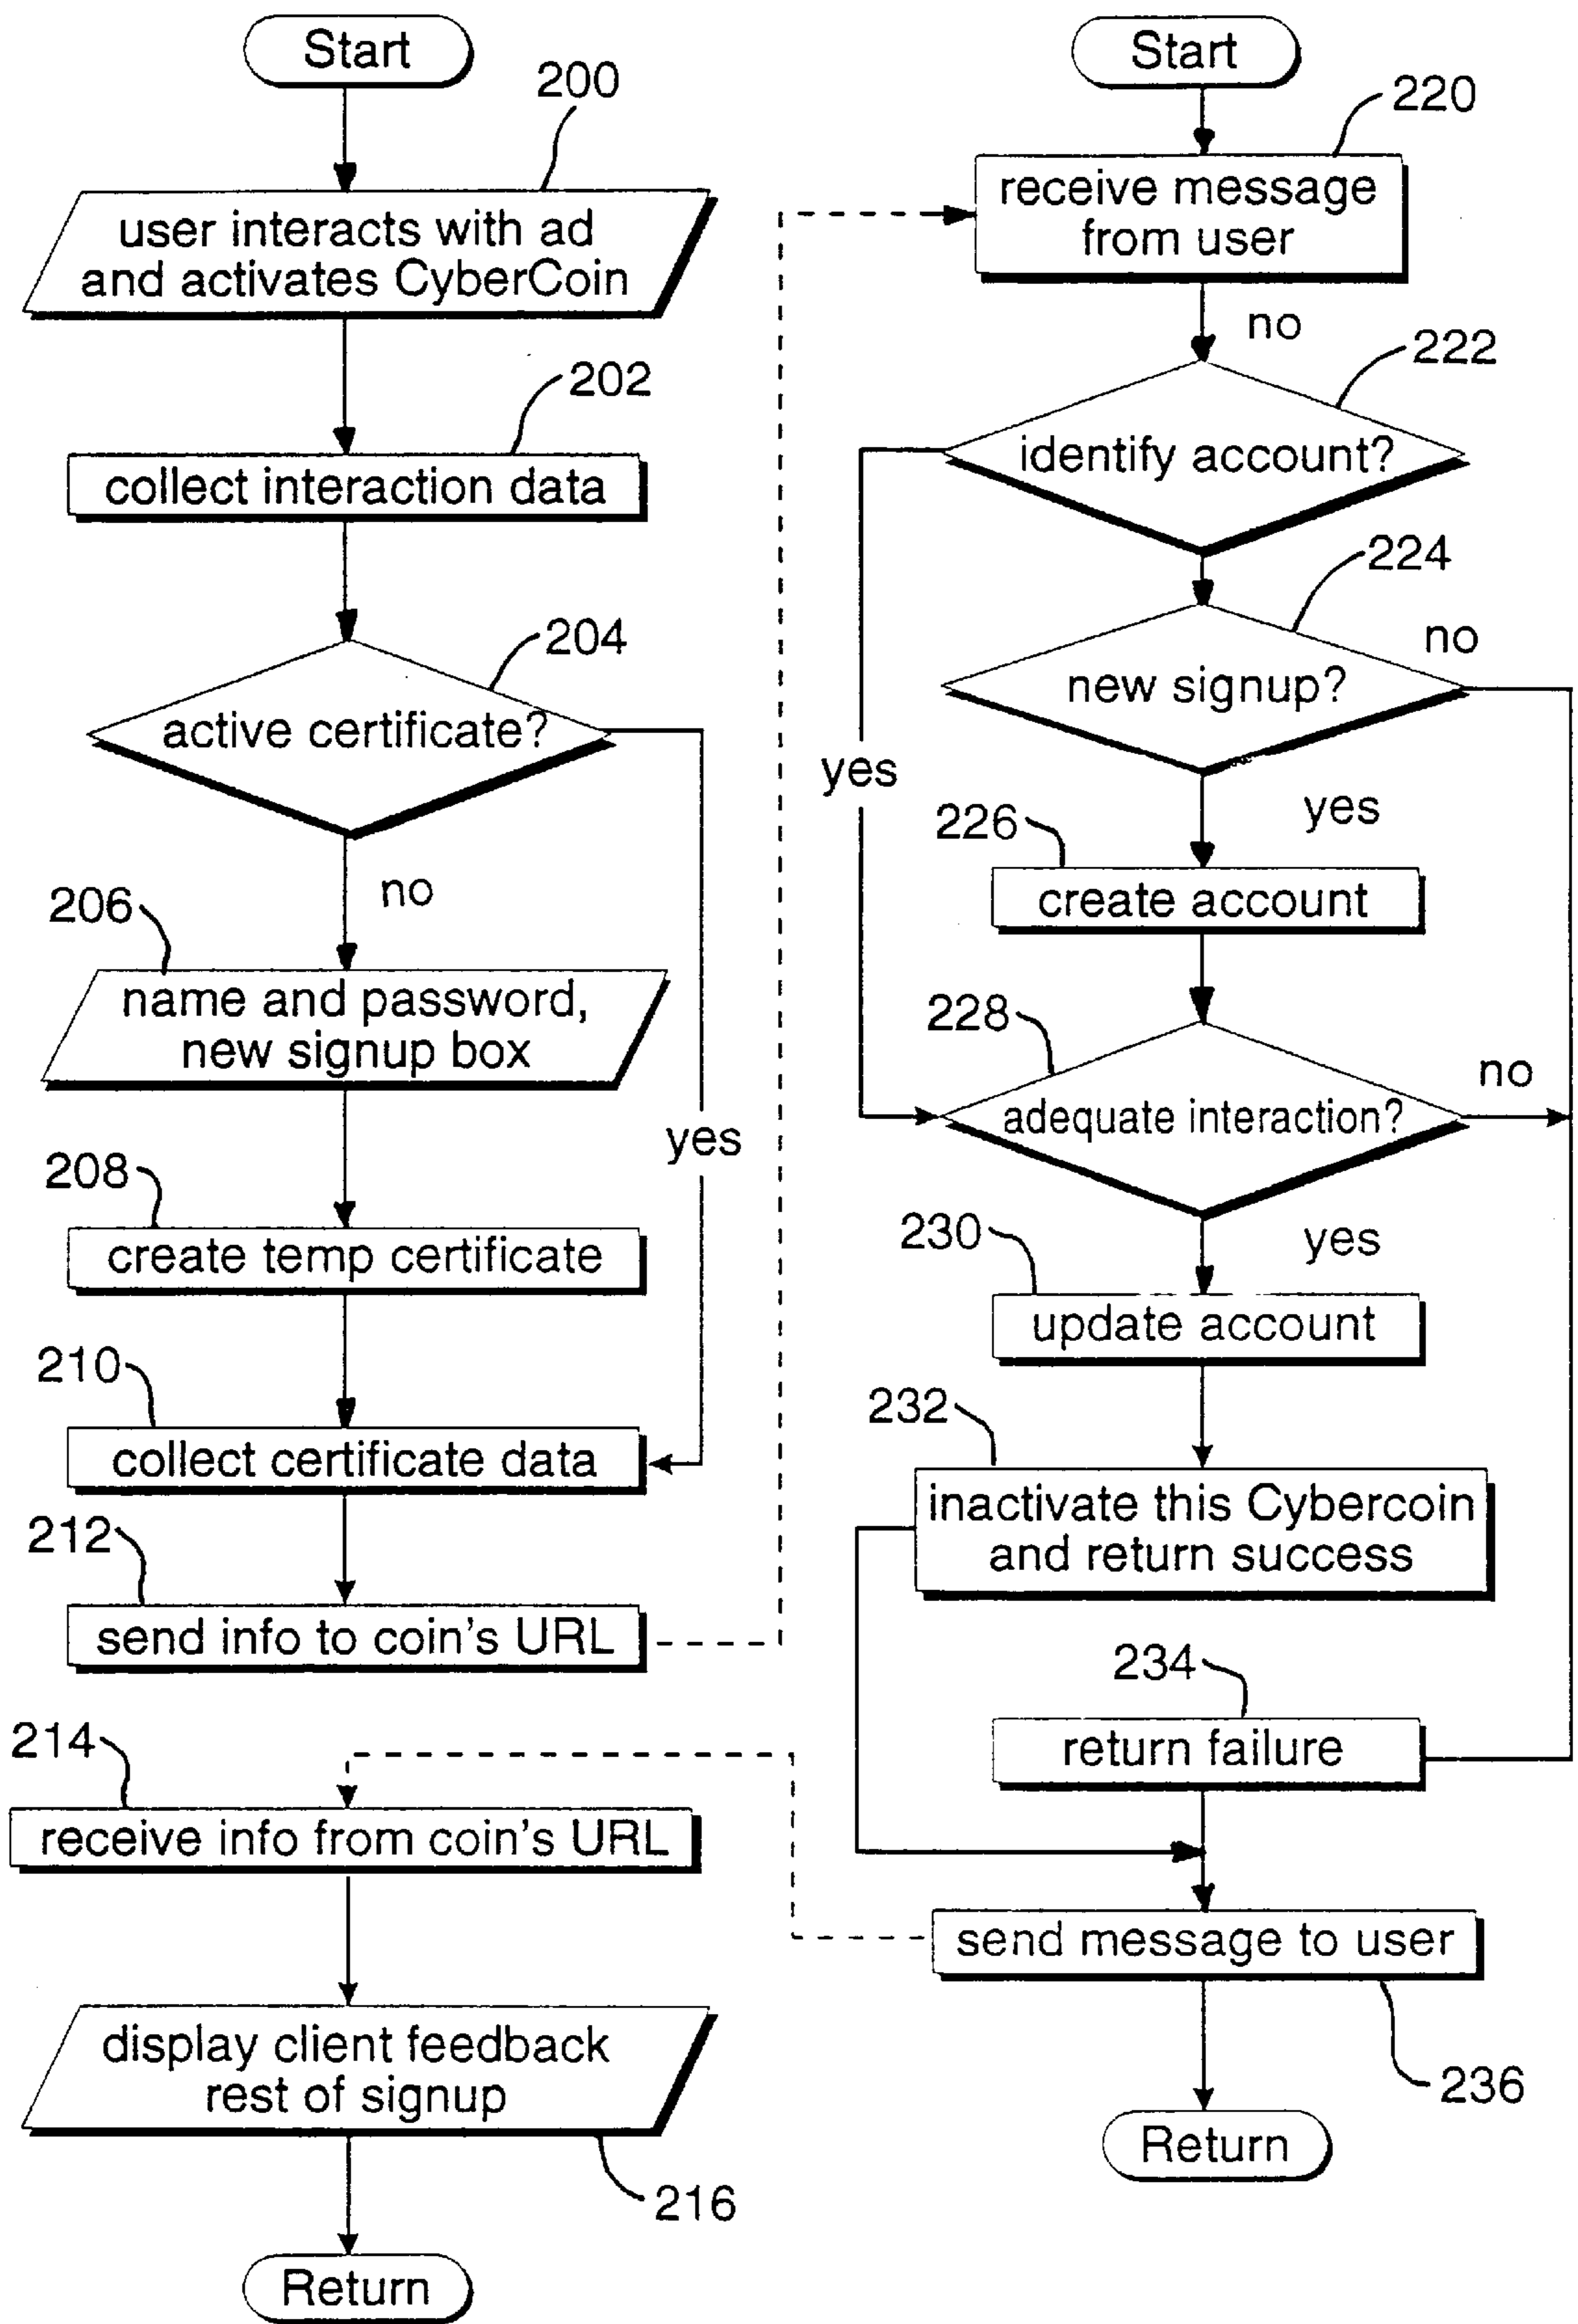 Start
200
user interacts with ad
and activates CyberCoin
202
collect interaction data
204
active certificate?
no
yes
206
name and password,
new signup box
208
create temp certificate
210
collect certificate data
212
send info to coin's URL
214
receive info from coin's URL
display client feedback
rest of signup
216
Return
Start
220
receive message
from user
no
222
identify account?
yes
224
new signup?
no
yes
226
create account
228
adequate interaction?
no
yes
230
update account
232
inactivate this Cybercoin
and return success
234
return failure
send message to user
236
Return